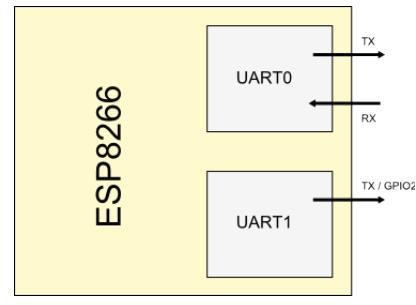 ESP8266
UART0
TX
RX
UART1
TX / GPIO2